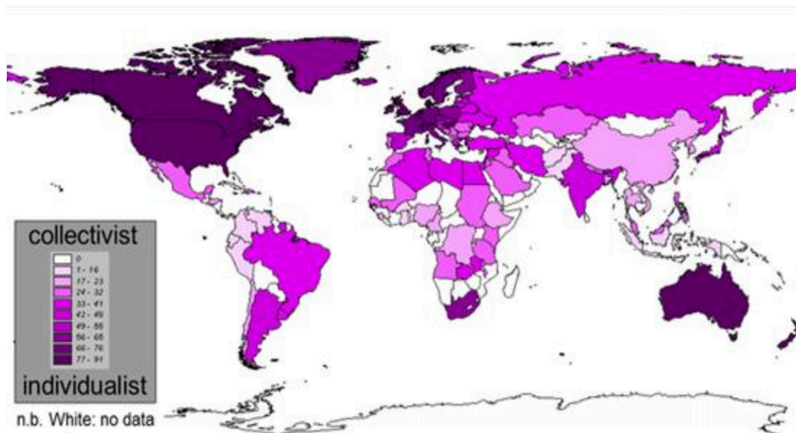 collectivist
0
1 - 16
17 - 23
24 - 32
33 - 41
42 - 48
49 - 55
56 - 65
66 - 76
77 - 91
individualist
n.b. White: no data